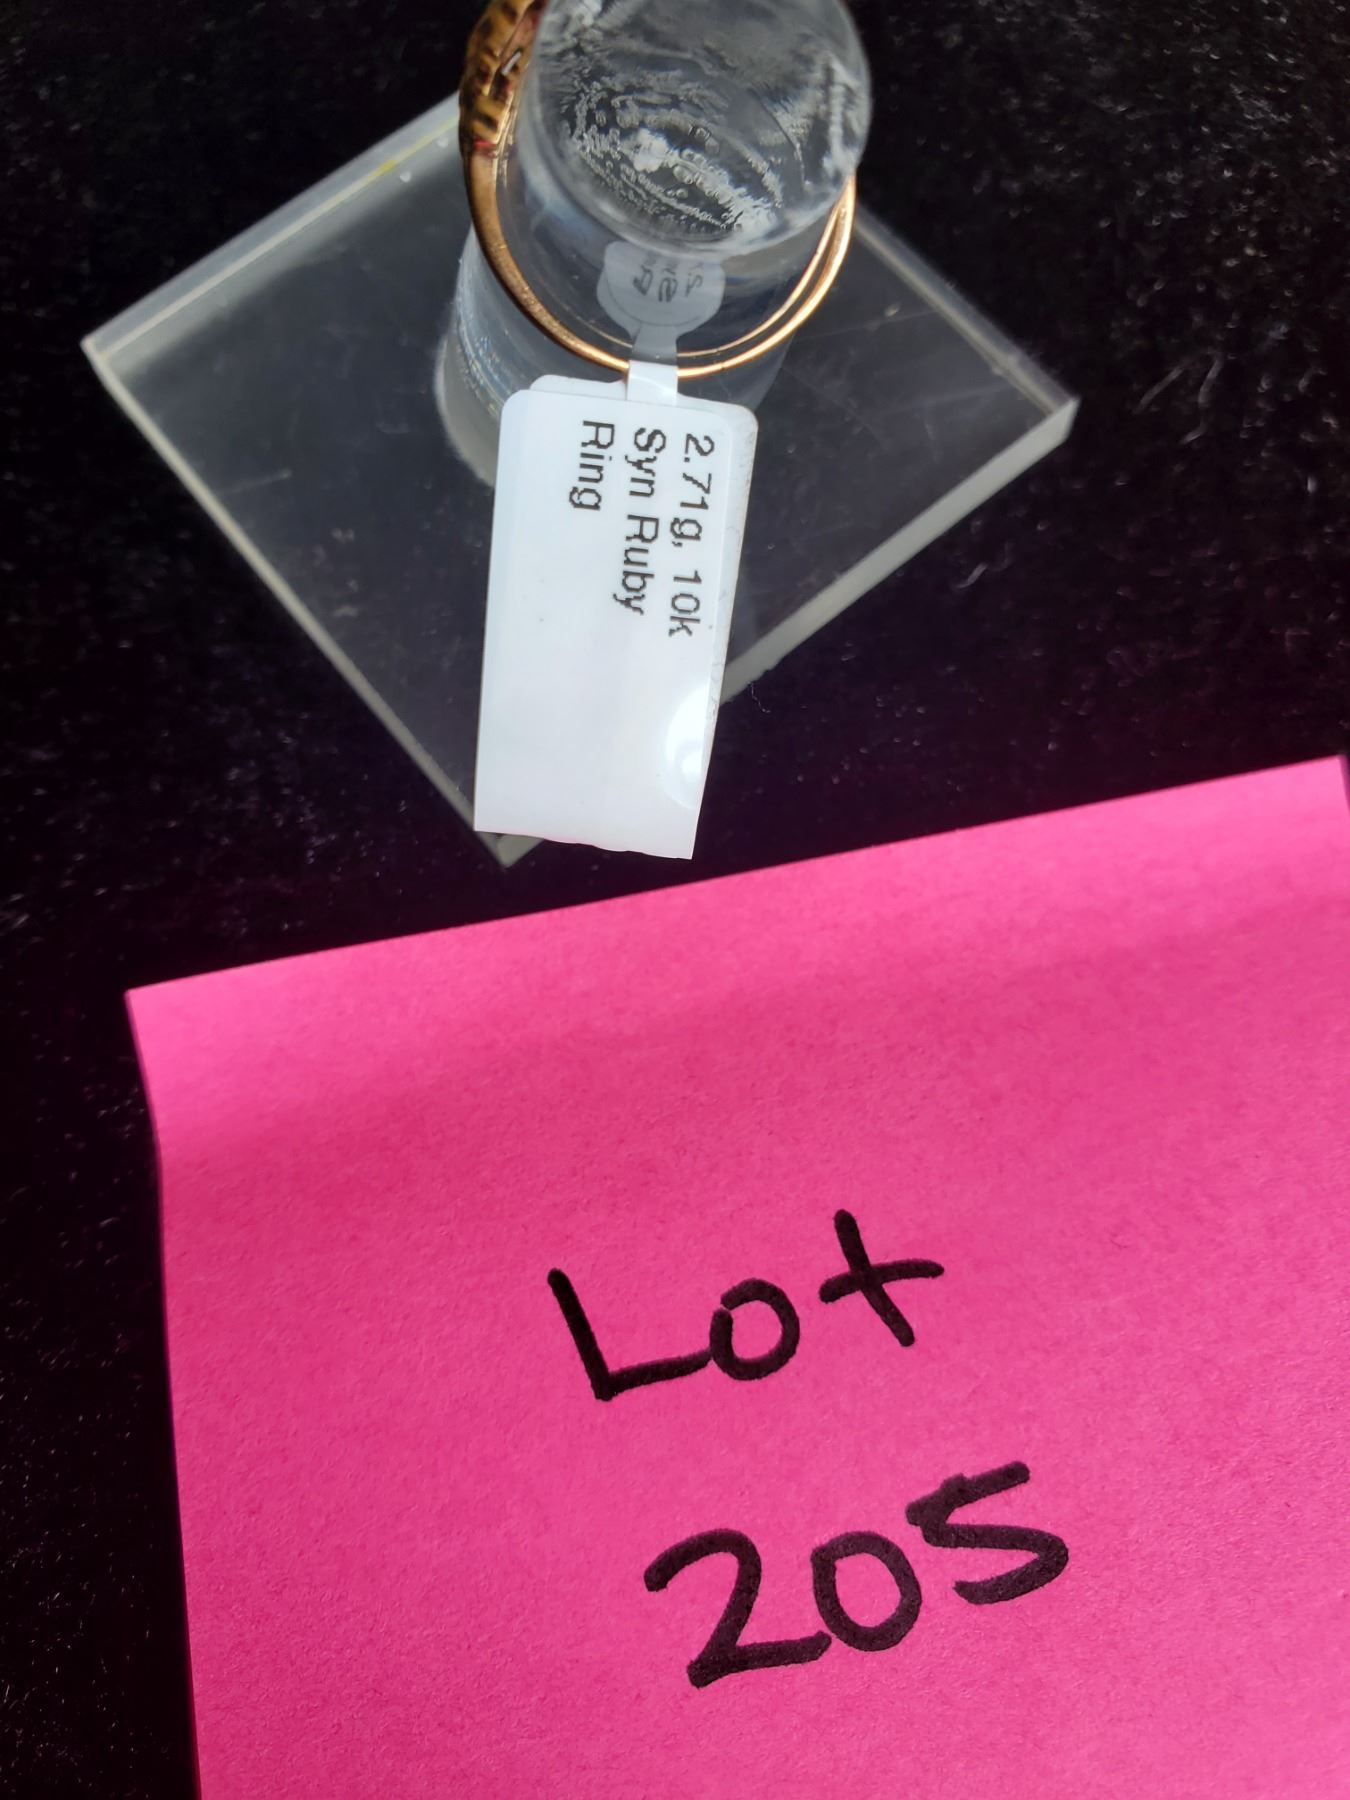 2.71g, 10k
Syn Ruby
Ring
Lot
205